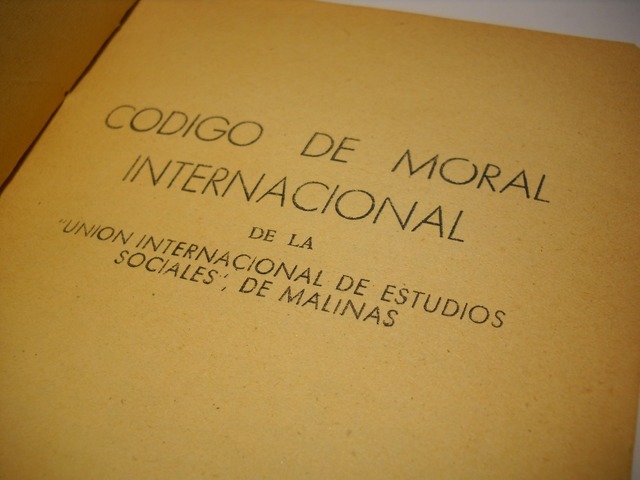 CODIGO DE MORAL
INTERNACIONAL
DE LA
"UNION INTERNACIONAL DE ESTUDIOS
SOCIALES", DE MALINAS